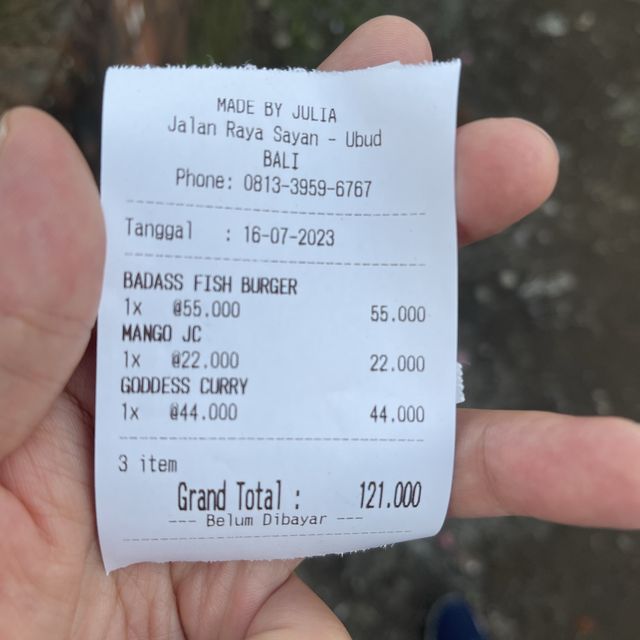 MADE BY JULIA
Jalan Raya Sayan - Ubud
BALI
Phone: 0813-3959-6767
Tanggal : 16-07-2023
BADASS FISH BURGER
1x @55.000 55.000
MANGO JC
1x @22.000 22.000
GODDESS CURRY
1x @44.000 44.000
3 item
Grand Total : 121.000
--- Belum Dibayar ---